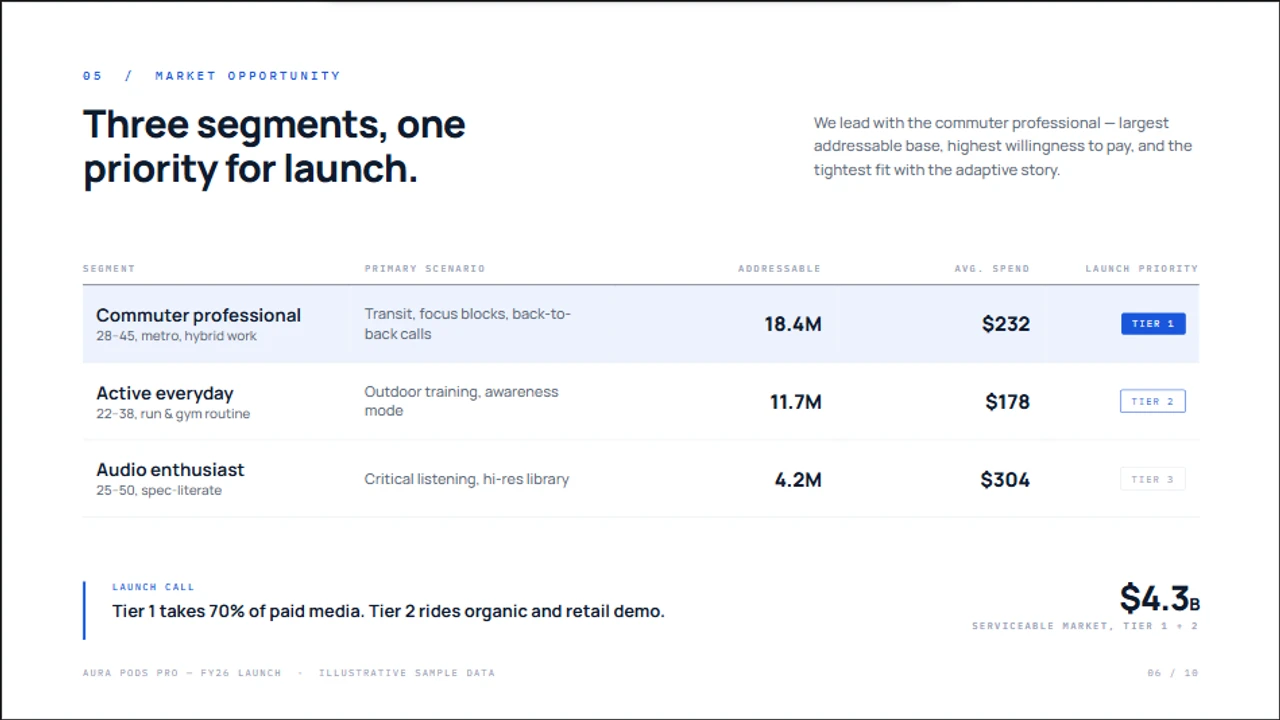 05 / MARKET OPPORTUNITY
Three segments, one
priority for launch.
We lead with the commuter professional — largest
addressable base, highest willingness to pay, and the
tightest fit with the adaptive story.
SEGMENT PRIMARY SCENARIO ADDRESSABLE AVG. SPEND LAUNCH PRIORITY
Commuter professional
28–45, metro, hybrid work
Transit, focus blocks, back-to-
back calls
18.4M $232 TIER 1
Active everyday
22–38, run & gym routine
Outdoor training, awareness
mode
11.7M $178 TIER 2
Audio enthusiast
25–50, spec-literate
Critical listening, hi-res library
4.2M $304 TIER 3
LAUNCH CALL
Tier 1 takes 70% of paid media. Tier 2 rides organic and retail demo.
$4.3B
SERVICEABLE MARKET, TIER 1 + 2
AURA PODS PRO — FY26 LAUNCH · ILLUSTRATIVE SAMPLE DATA
06 / 10